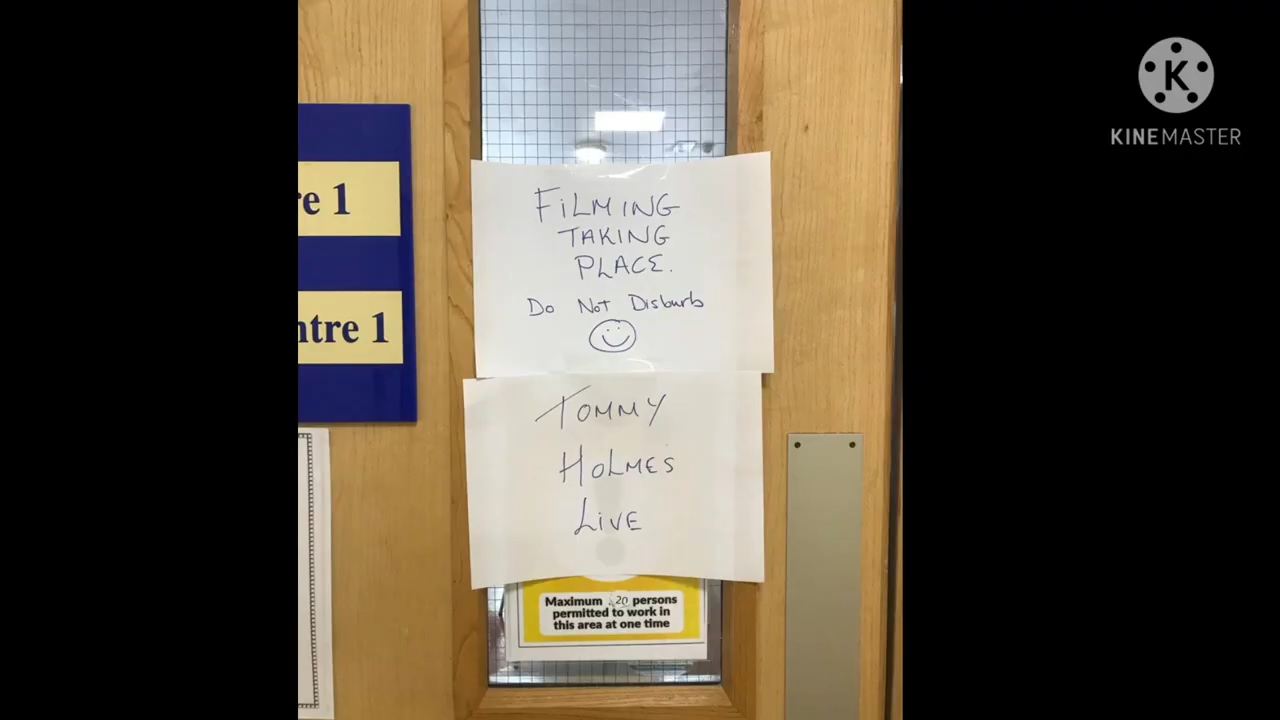 re 1
ntre 1
FiLMING
TAKING
PLACE.
Do Not Disburb
TOMMY
HOLMES
LiVE
Maximum 20 persons
permitted to work in
this area at one time
KINEMASTER